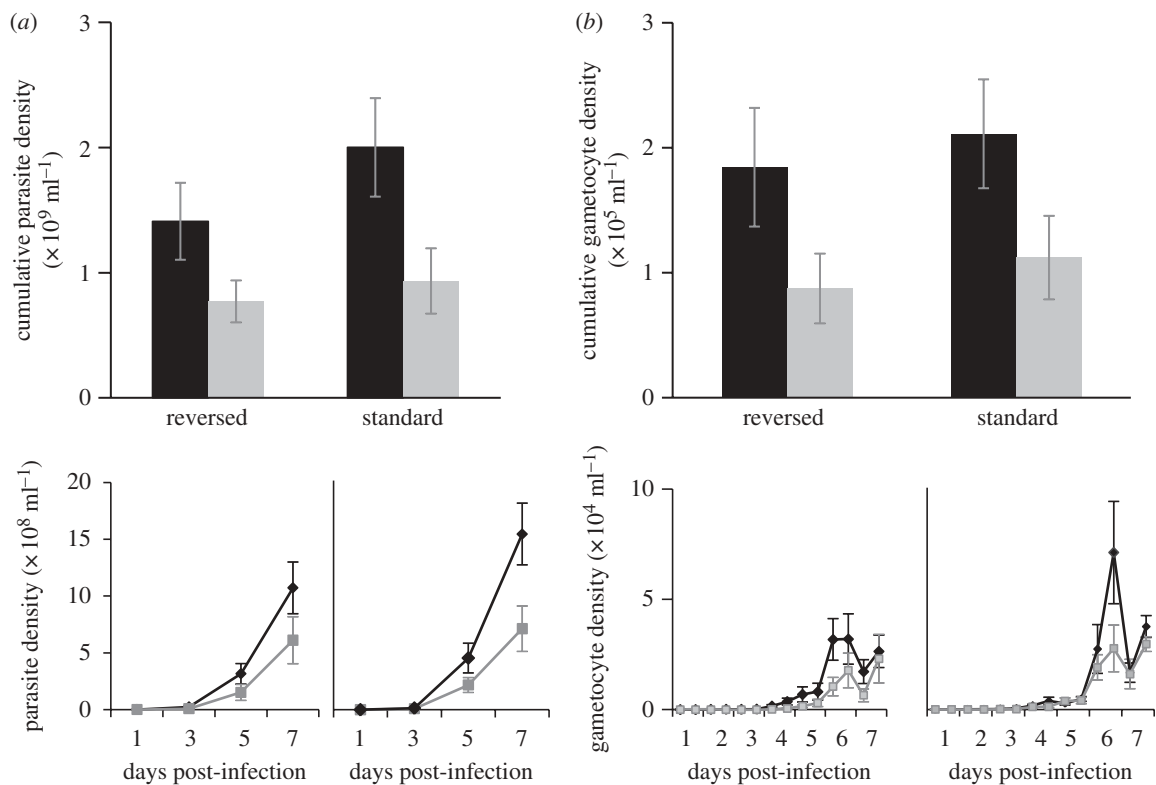 (a)
cumulative parasite density
(×10⁹ ml⁻¹)
3
2
1
0
reversed standard
(b)
cumulative gametocyte density
(×10⁵ ml⁻¹)
3
2
1
0
reversed standard
parasite density (×10⁸ ml⁻¹)
20
15
10
5
0
1 3 5 7
days post-infection
1 3 5 7
days post-infection
gametocyte density (×10⁴ ml⁻¹)
10
5
0
1 2 3 4 5 6 7
days post-infection
1 2 3 4 5 6 7
days post-infection